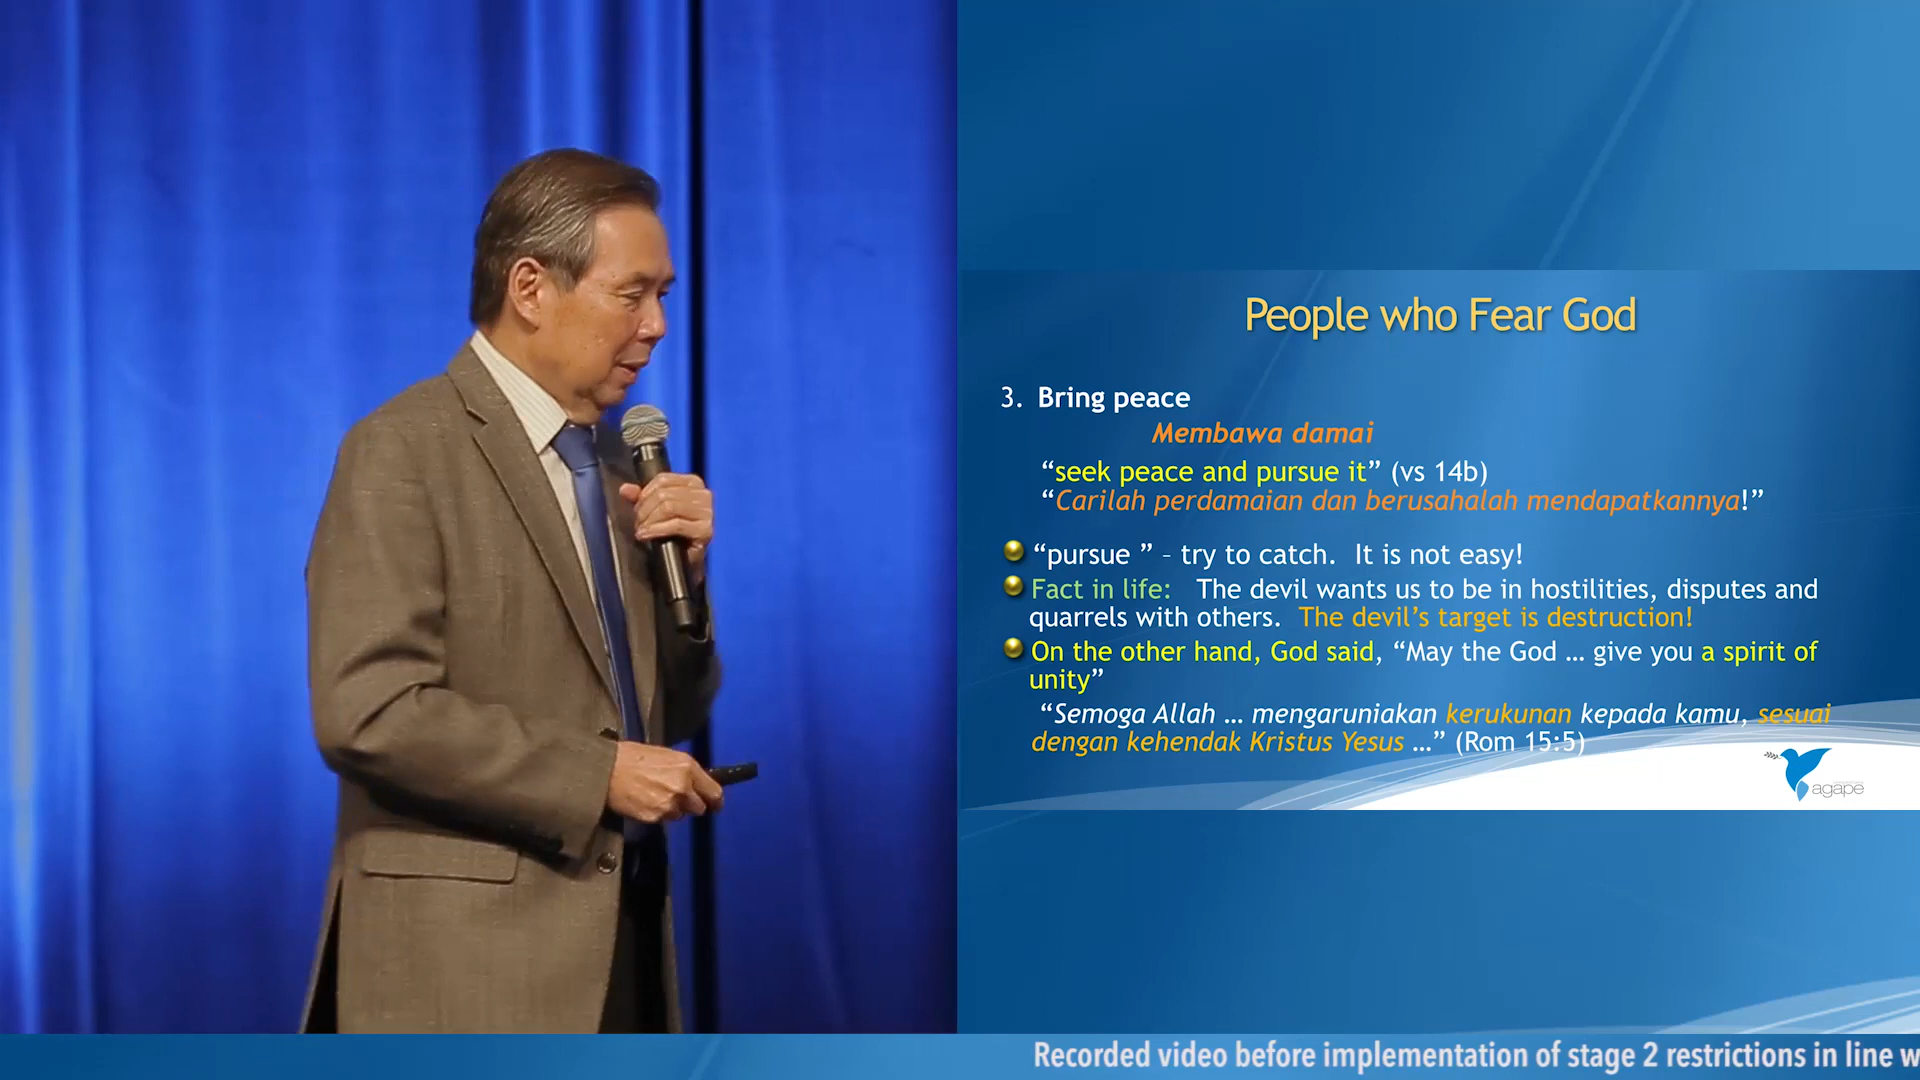 People who Fear God
3. Bring peace
Membawa damai
“seek peace and pursue it” (vs 14b)
“Carilah perdamaian dan berusahalah mendapatkannya!”
“pursue ” – try to catch. It is not easy!
Fact in life: The devil wants us to be in hostilities, disputes and
quarrels with others. The devil’s target is destruction!
On the other hand, God said, “May the God … give you a spirit of
unity”
“Semoga Allah … mengaruniakan kerukunan kepada kamu, sesuai
dengan kehendak Kristus Yesus …” (Rom 15:5)
agape
Recorded video before implementation of stage 2 restrictions in line w